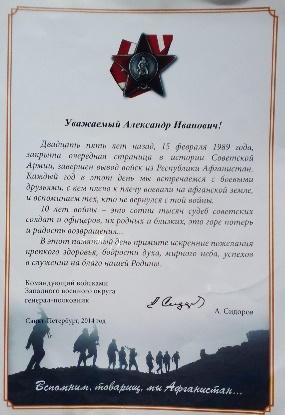 Уважаемый Александр Иванович!
Двадцать пять лет назад, 15 февраля 1989 года,
закрыта очередная страница в истории Советской
Армии, завершен вывод войск из Республики Афганистан.
Каждый год в этот день мы встречаемся с боевыми
друзьями, с кем плечо к плечу воевали на афганской земле,
и вспоминаем тех, кто не вернулся с той войны.
10 лет войны – это сотни тысяч судеб советских
солдат и офицеров, их родных и близких, это горе потерь
и радость возвращения...
В этот памятный день примите искренние пожелания
крепкого здоровья, бодрости духа, мирного неба, успехов
в служении на благо нашей Родины.
Командующий войсками
Западного военного округа
генерал-полковник
А. Сидоров
Санкт-Петербург, 2014 год
Вспомним, товарищ, мы Афганистан...